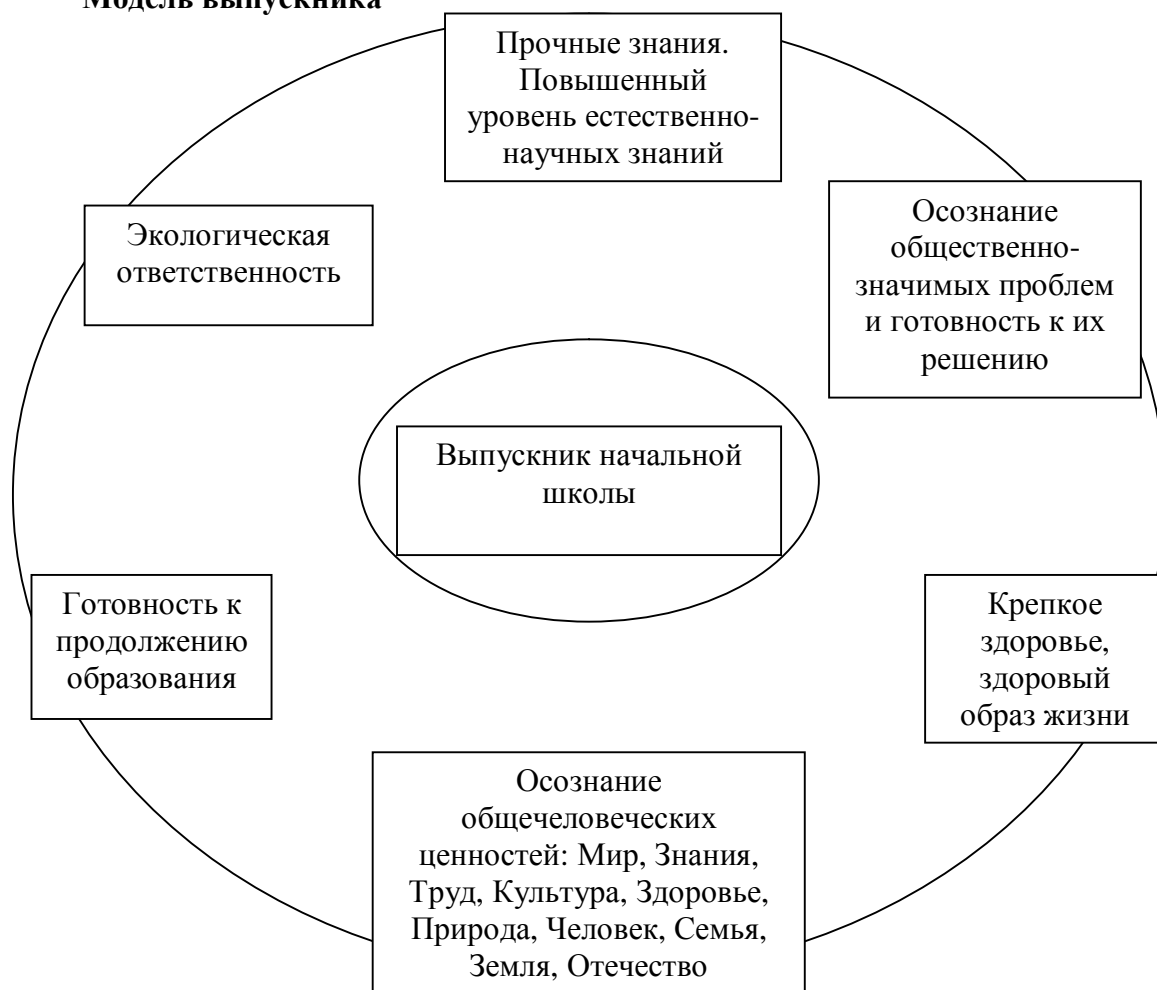 Модель выпускника
Прочные знания.
Повышенный
уровень естественно-
научных знаний
Экологическая
ответственность
Осознание
общественно-
значимых проблем
и готовность к их
решению
Выпускник начальной
школы
Готовность к
продолжению
образования
Крепкое
здоровье,
здоровый
образ жизни
Осознание
общечеловеческих
ценностей: Мир, Знания,
Труд, Культура, Здоровье,
Природа, Человек, Семья,
Земля, Отечество